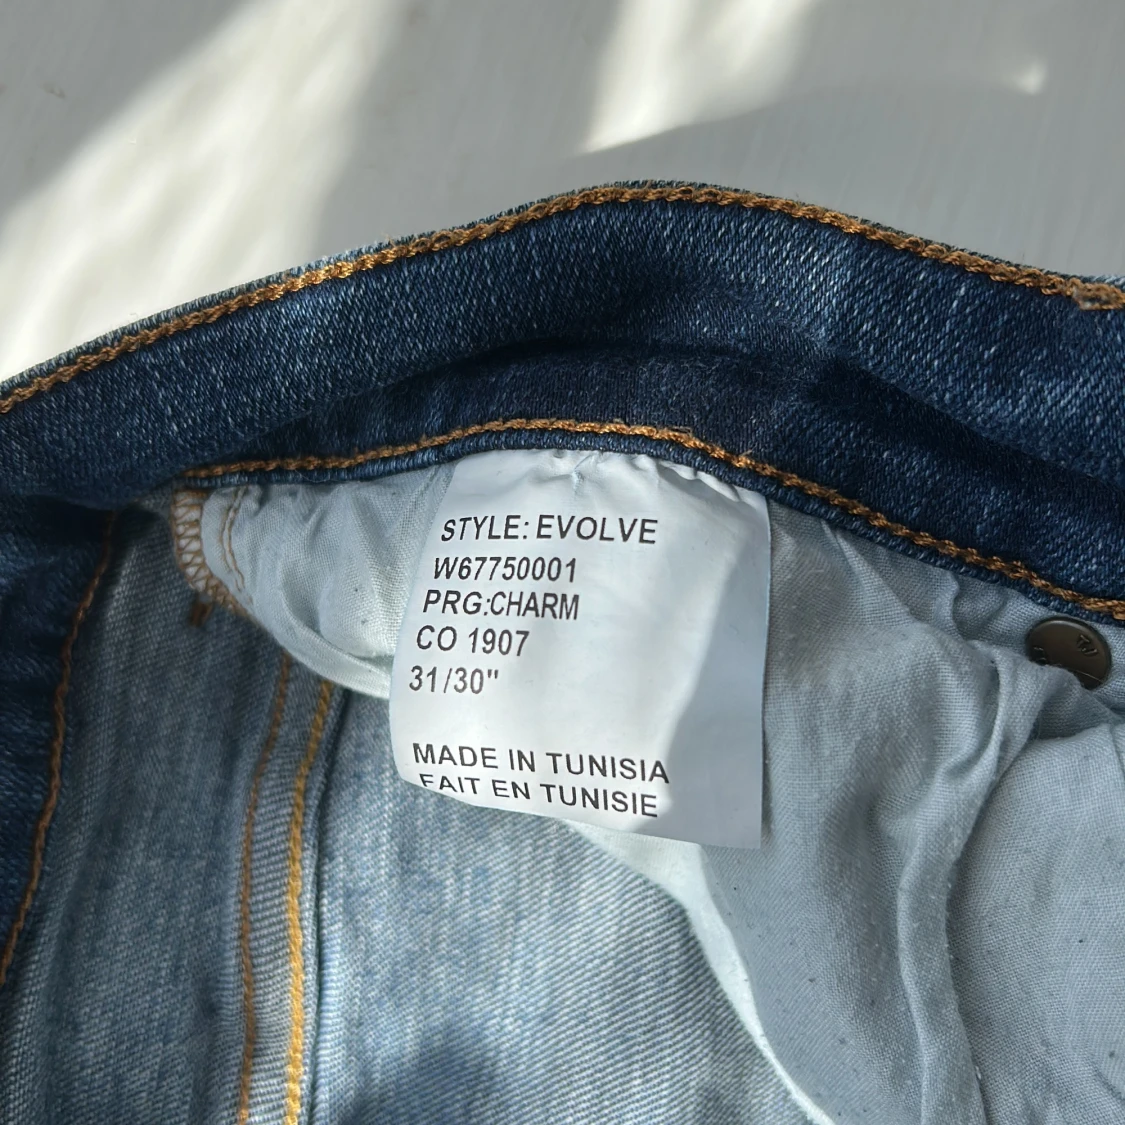 STYLE: EVOLVE
W67750001
PRG:CHARM
CO 1907
31/30"
MADE IN TUNISIA
FAIT EN TUNISIE